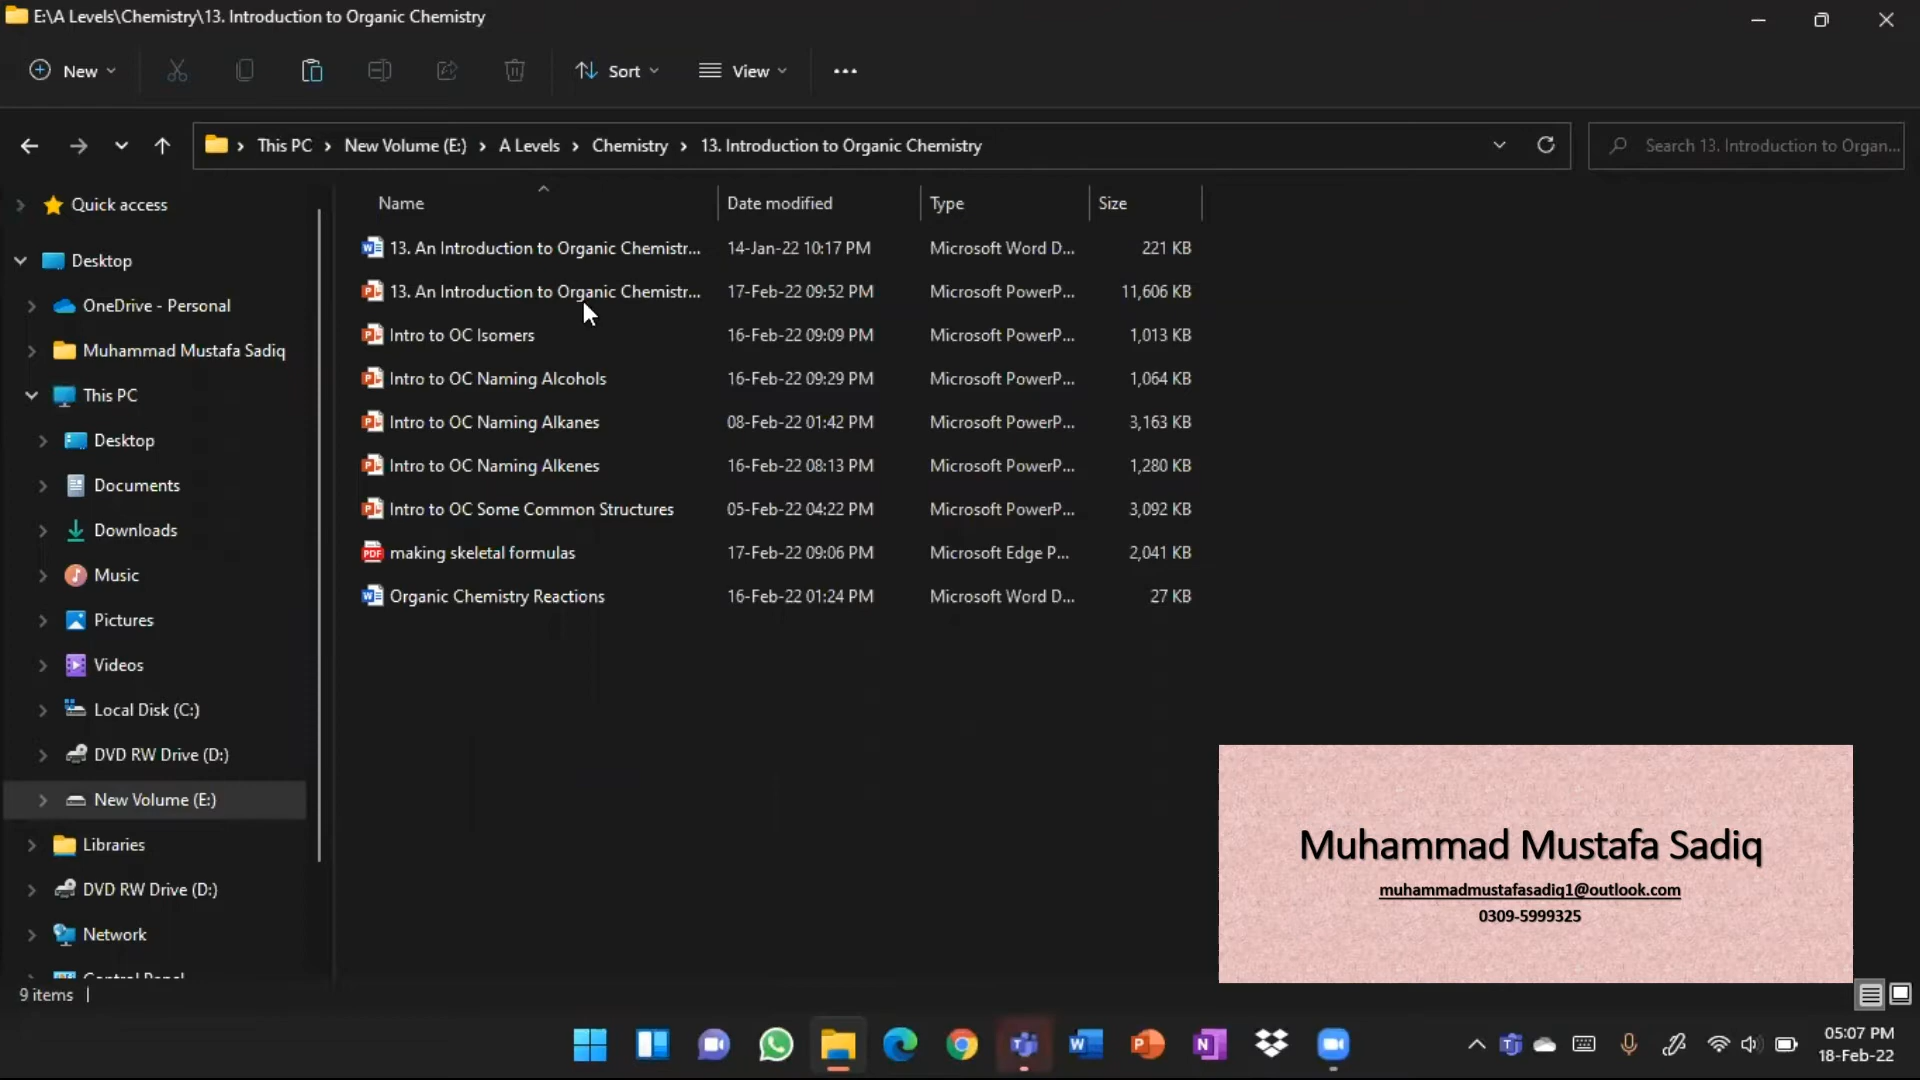 E:\A Levels\Chemistry\13. Introduction to Organic Chemistry
New
Sort
View
This PC
New Volume (E:)
A Levels
Chemistry
13. Introduction to Organic Chemistry
Search 13. Introduction to Organ...
Name
Date modified
Type
Size
13. An Introduction to Organic Chemistr... 14-Jan-22 10:17 PM Microsoft Word D... 221 KB
13. An Introduction to Organic Chemistr... 17-Feb-22 09:52 PM Microsoft PowerP... 11,606 KB
Intro to OC Isomers 16-Feb-22 09:09 PM Microsoft PowerP... 1,013 KB
Intro to OC Naming Alcohols 16-Feb-22 09:29 PM Microsoft PowerP... 1,064 KB
Intro to OC Naming Alkanes 08-Feb-22 01:42 PM Microsoft PowerP... 3,163 KB
Intro to OC Naming Alkenes 16-Feb-22 08:13 PM Microsoft PowerP... 1,280 KB
Intro to OC Some Common Structures 05-Feb-22 04:22 PM Microsoft PowerP... 3,092 KB
making skeletal formulas 17-Feb-22 09:06 PM Microsoft Edge P... 2,041 KB
Organic Chemistry Reactions 16-Feb-22 01:24 PM Microsoft Word D... 27 KB
Quick access
Desktop
OneDrive - Personal
Muhammad Mustafa Sadiq
This PC
Desktop
Documents
Downloads
Music
Pictures
Videos
Local Disk (C:)
DVD RW Drive (D:)
New Volume (E:)
Libraries
DVD RW Drive (D:)
Network
Control Panel
9 items
Muhammad Mustafa Sadiq
muhammadmustafasadiq1@outlook.com
0309-5999325
05:07 PM
18-Feb-22